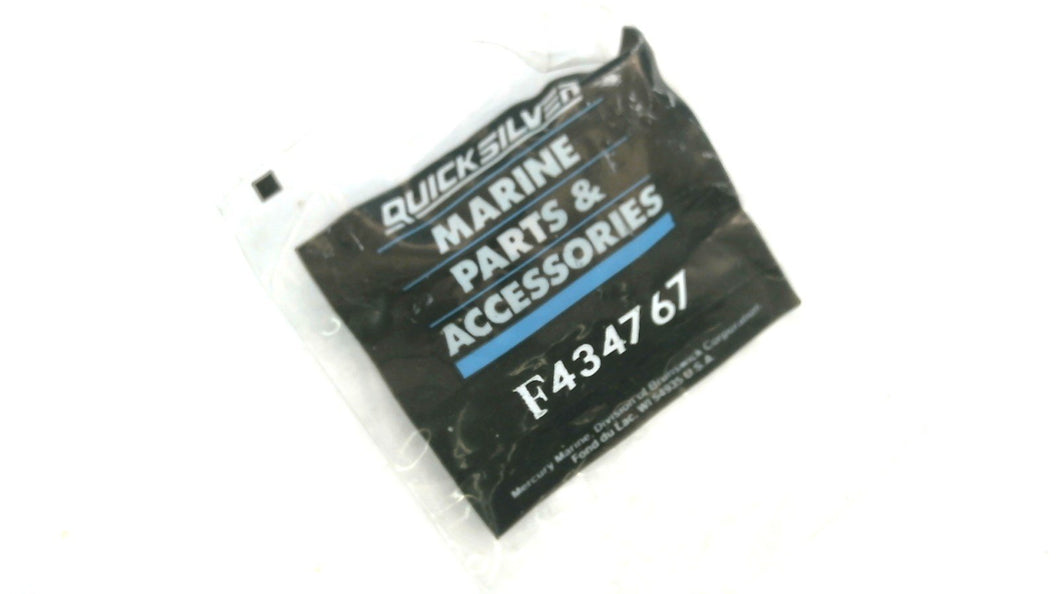 QUICKSILVER
MARINE
PARTS &
ACCESSORIES
F434767
Mercury Marine, Division of Brunswick Corporation
Fond du Lac, WI 54935 U.S.A.